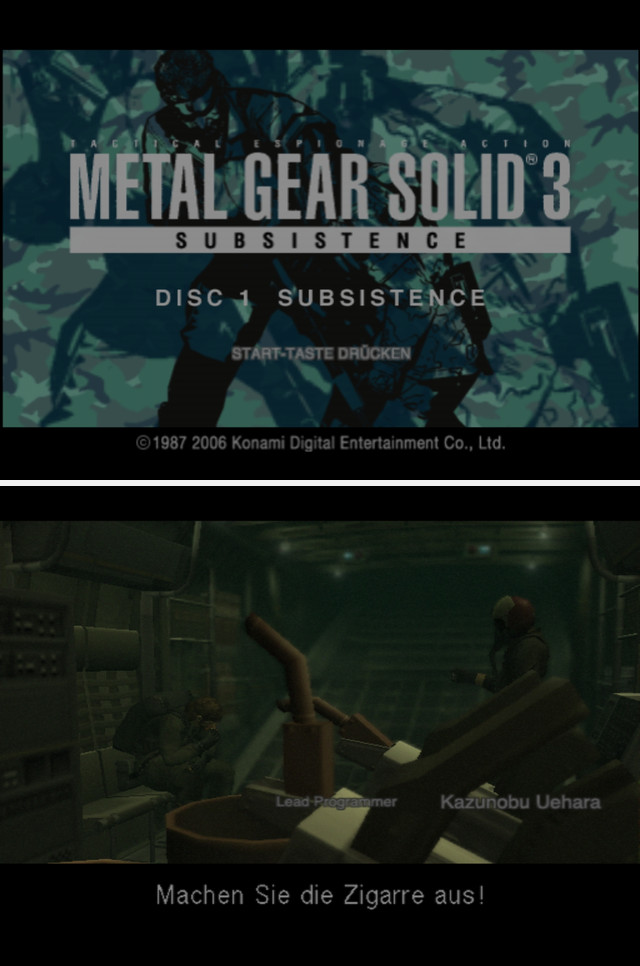 TACTICAL ESPIONAGE ACTION
METAL GEAR SOLID® 3
SUBSISTENCE
DISC 1 SUBSISTENCE
START-TASTE DRÜCKEN
©1987 2006 Konami Digital Entertainment Co., Ltd.
Lead Programmer Kazunobu Uehara
Machen Sie die Zigarre aus!